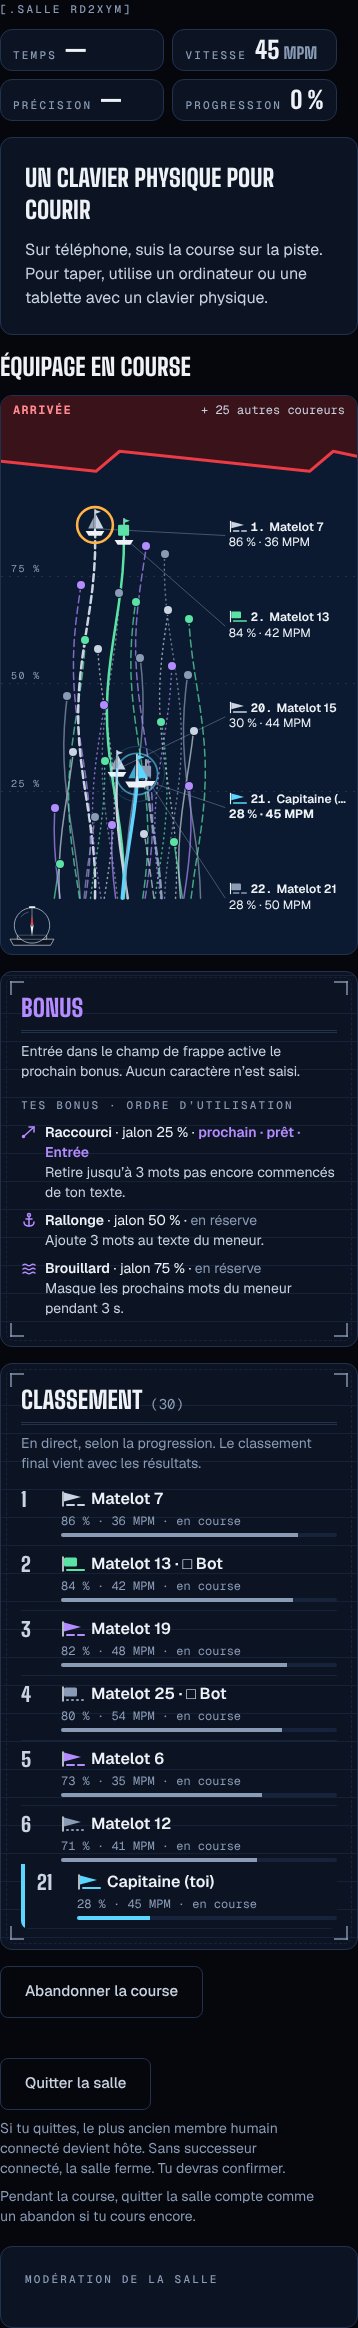 [.SALLE RD2XYM]
TEMPS —
VITESSE 45 MPM
PRÉCISION —
PROGRESSION 0 %
UN CLAVIER PHYSIQUE POUR
COURIR
Sur téléphone, suis la course sur la piste.
Pour taper, utilise un ordinateur ou une
tablette avec un clavier physique.
ÉQUIPAGE EN COURSE
ARRIVÉE
+ 25 autres coureurs
1. Matelot 7
86 % · 36 MPM
75 %
2. Matelot 13
84 % · 42 MPM
50 %
20. Matelot 15
30 % · 44 MPM
25 %
21. Capitaine (…
28 % · 45 MPM
22. Matelot 21
28 % · 50 MPM
BONUS
Entrée dans le champ de frappe active le
prochain bonus. Aucun caractère n’est saisi.
TES BONUS · ORDRE D’UTILISATION
Raccourci · jalon 25 % · prochain · prêt ·
Entrée
Retire jusqu’à 3 mots pas encore commencés
de ton texte.
Rallonge · jalon 50 % · en réserve
Ajoute 3 mots au texte du meneur.
Brouillard · jalon 75 % · en réserve
Masque les prochains mots du meneur
pendant 3 s.
CLASSEMENT (30)
En direct, selon la progression. Le classement
final vient avec les résultats.
1 Matelot 7
86 % · 36 MPM · en course
2 Matelot 13 · □ Bot
84 % · 42 MPM · en course
3 Matelot 19
82 % · 48 MPM · en course
4 Matelot 25 · □ Bot
80 % · 54 MPM · en course
5 Matelot 6
73 % · 35 MPM · en course
6 Matelot 12
71 % · 41 MPM · en course
21 Capitaine (toi)
28 % · 45 MPM · en course
Abandonner la course
Quitter la salle
Si tu quittes, le plus ancien membre humain
connecté devient hôte. Sans successeur
connecté, la salle ferme. Tu devras confirmer.
Pendant la course, quitter la salle compte comme
un abandon si tu cours encore.
MODÉRATION DE LA SALLE